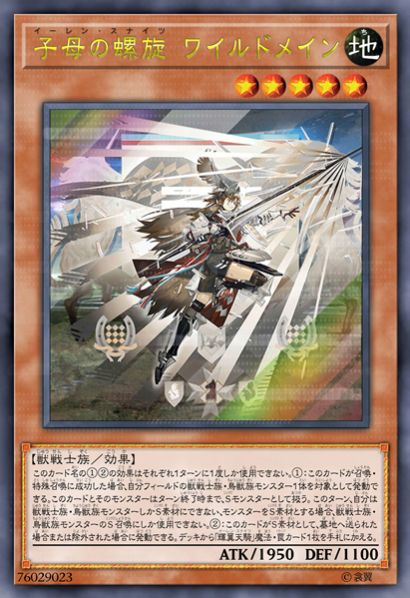 イーレン・スナイツ
子母の螺旋 ワイルドメイン
地
【獣戦士族／効果】
このカード名の①②の効果はそれぞれ1ターンに1度しか使用できない。①：このカードが召喚・
特殊召喚に成功した場合、自分フィールドの獣戦士族・鳥獣族モンスター1体を対象として発動で
きる。このカードとそのモンスターはターン終了時まで、Sモンスターとして扱う。このターン、自分は
獣戦士族・鳥獣族モンスターしかS素材にできない、モンスターをS素材とする場合、獣戦士族・
鳥獣族モンスターのS召喚にしか使用できない。②：このカードがS素材として、墓地へ送られた
場合または除外された場合に発動できる。デッキから「輝翼天騎」魔法・罠カード1枚を手札に加える。
ATK/1950 DEF/1100
76029023
©袁翼